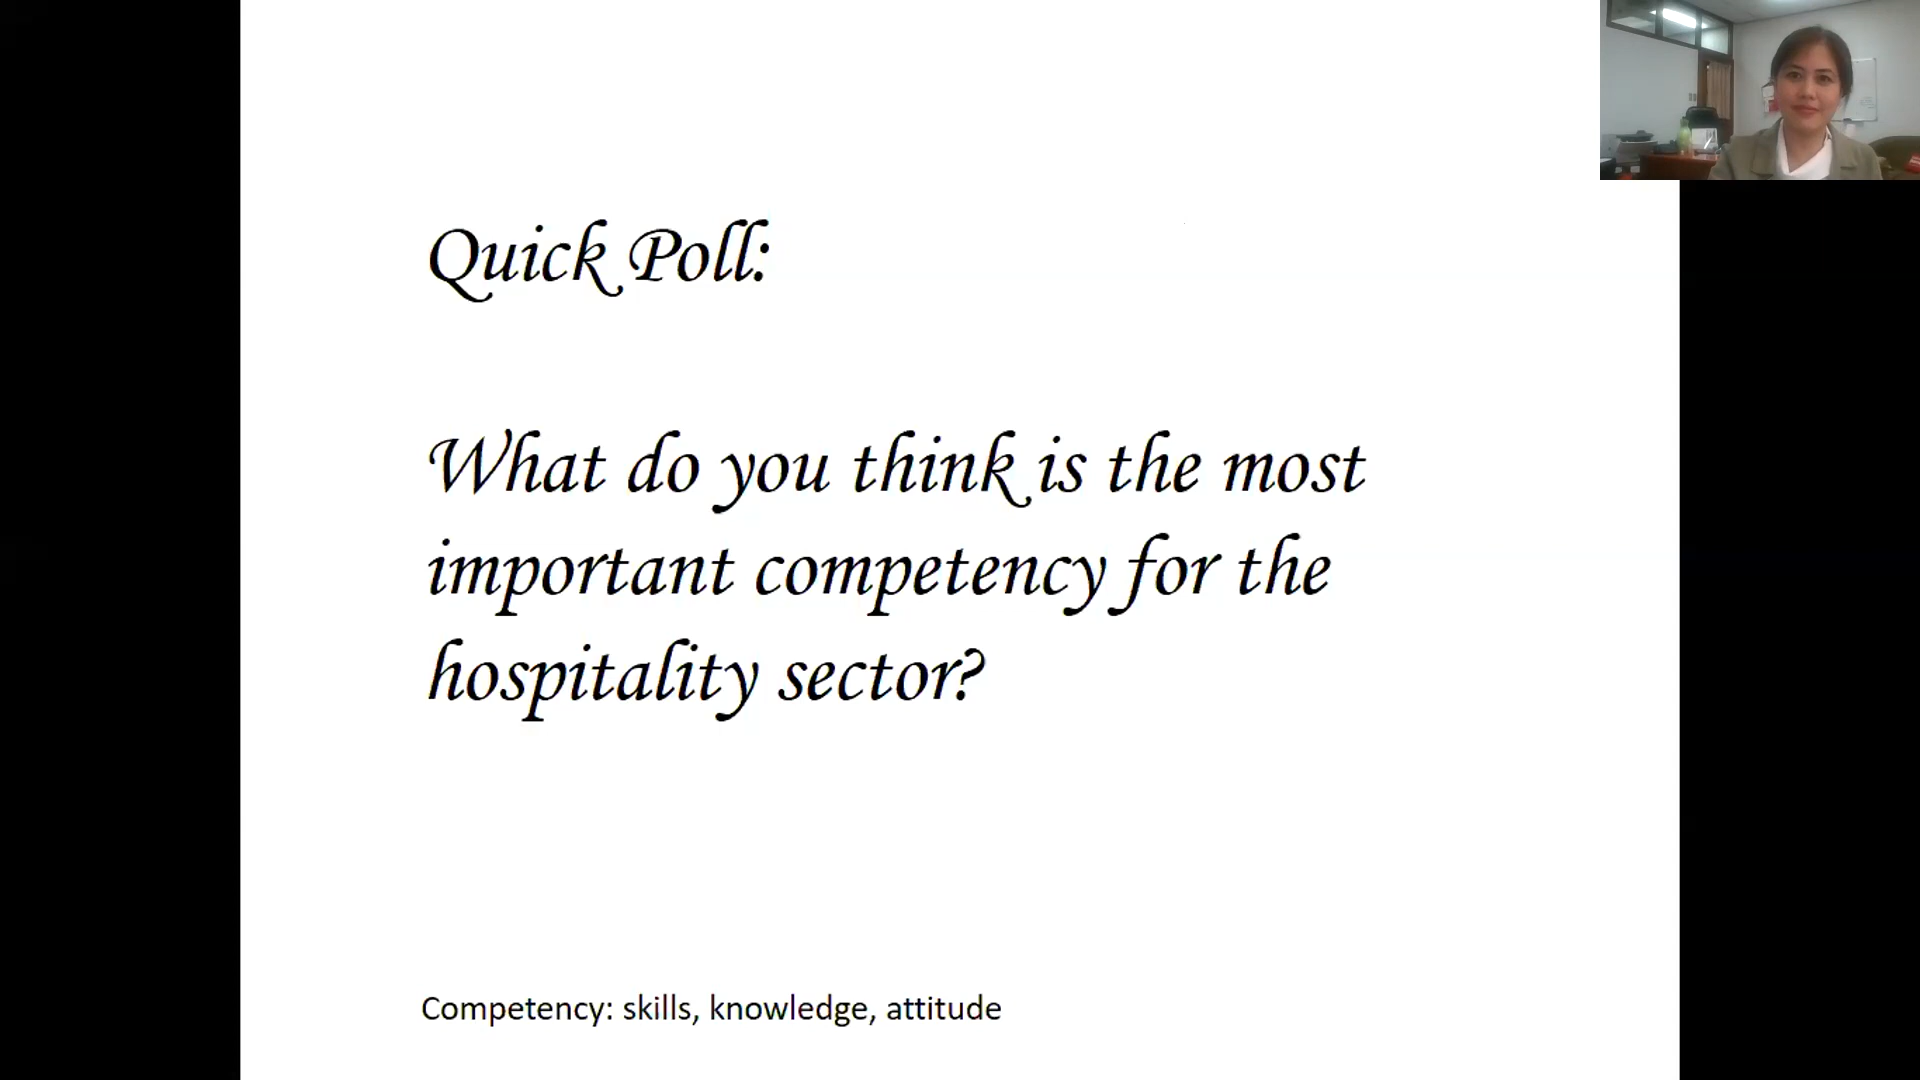 Quick Poll:
What do you think is the most
important competency for the
hospitality sector?
Competency: skills, knowledge, attitude